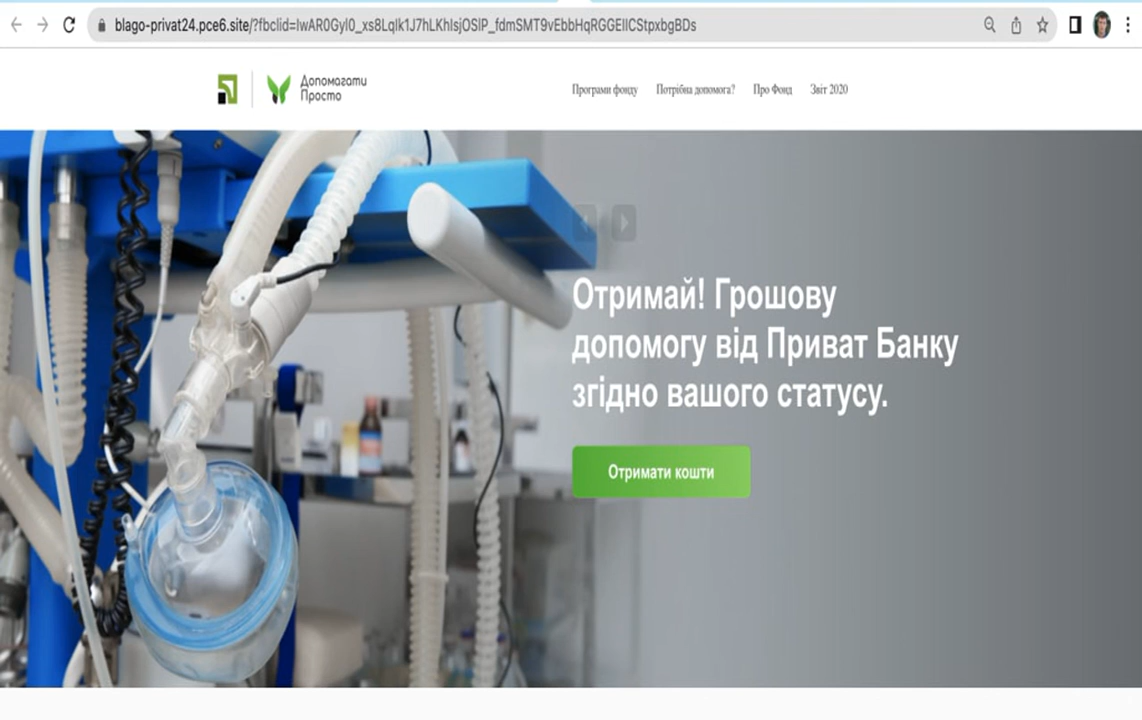 blago-privat24.pce6.site/?fbclid=IwAR0Gyl0_xs8Lqlk1J7hLKhIsjOSlP_fdmSMT9vEbbHqRGGEIlCStpxbgBDs
Допомагати
Просто
Програми фонду Потрібна допомога? Про Фонд Звіт 2020
Отримай! Грошову
допомогу від Приват Банку
згідно вашого статусу.
Отримати кошти